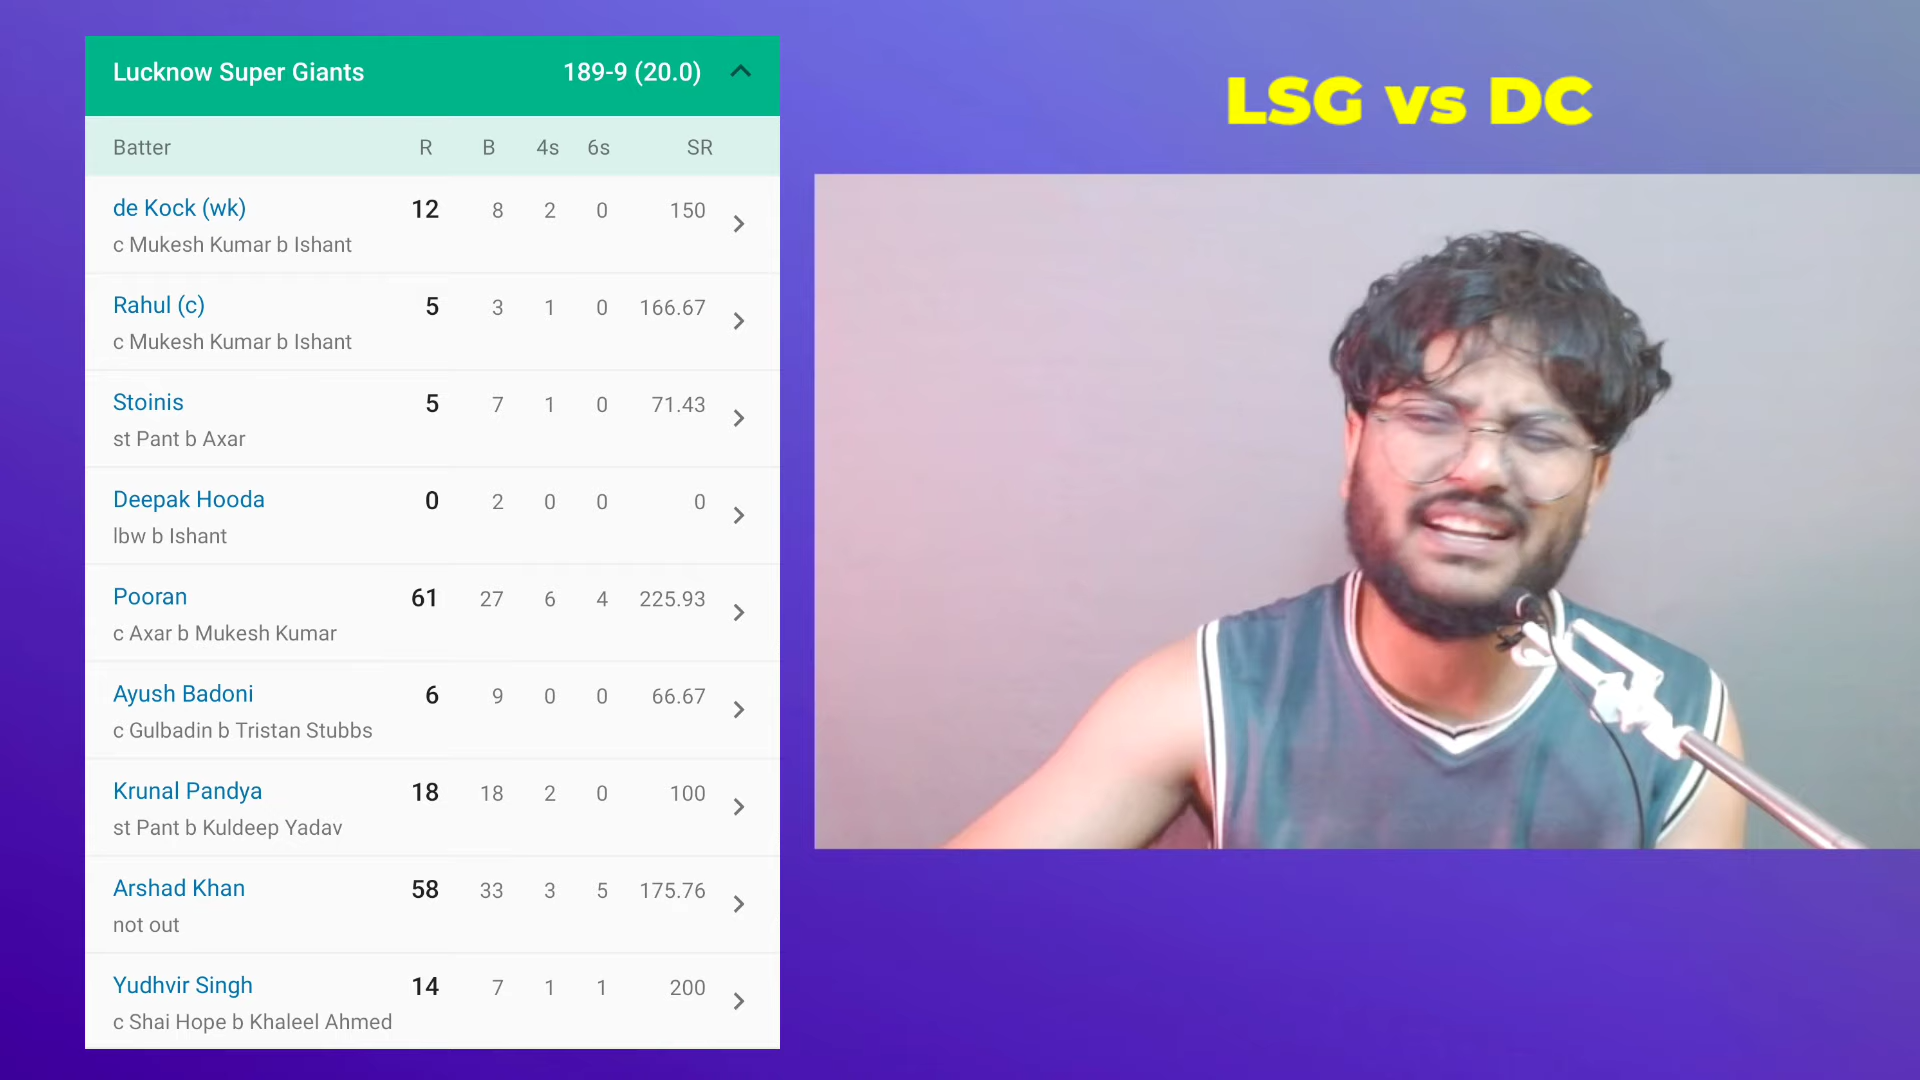 Lucknow Super Giants 189-9 (20.0)
Batter R B 4s 6s SR
de Kock (wk) 12 8 2 0 150
c Mukesh Kumar b Ishant
Rahul (c) 5 3 1 0 166.67
c Mukesh Kumar b Ishant
Stoinis 5 7 1 0 71.43
st Pant b Axar
Deepak Hooda 0 2 0 0 0
lbw b Ishant
Pooran 61 27 6 4 225.93
c Axar b Mukesh Kumar
Ayush Badoni 6 9 0 0 66.67
c Gulbadin b Tristan Stubbs
Krunal Pandya 18 18 2 0 100
st Pant b Kuldeep Yadav
Arshad Khan 58 33 3 5 175.76
not out
Yudhvir Singh 14 7 1 1 200
c Shai Hope b Khaleel Ahmed
LSG vs DC